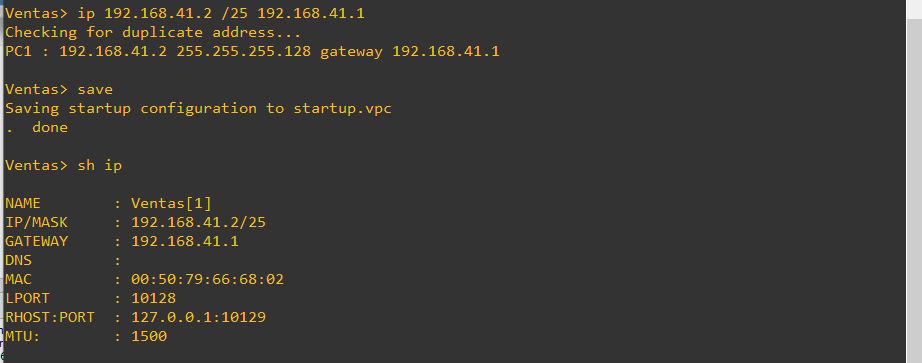 Ventas> ip 192.168.41.2 /25 192.168.41.1
Checking for duplicate address...
PC1 : 192.168.41.2 255.255.255.128 gateway 192.168.41.1
Ventas> save
Saving startup configuration to startup.vpc
.  done
Ventas> sh ip
NAME        : Ventas[1]
IP/MASK     : 192.168.41.2/25
GATEWAY     : 192.168.41.1
DNS         :
MAC         : 00:50:79:66:68:02
LPORT       : 10128
RHOST:PORT  : 127.0.0.1:10129
MTU:        : 1500